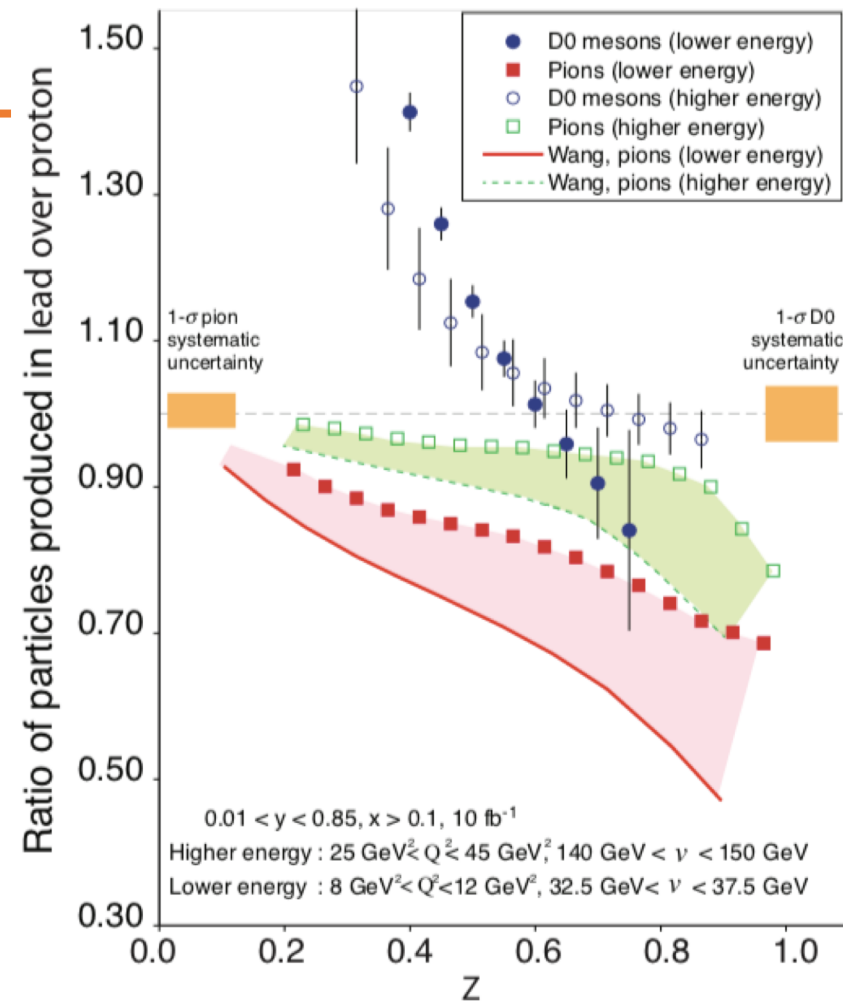 Ratio of particles produced in lead over proton
1.50
1.30
1.10
0.90
0.70
0.50
0.30
D0 mesons (lower energy)
Pions (lower energy)
D0 mesons (higher energy)
Pions (higher energy)
Wang, pions (lower energy)
Wang, pions (higher energy)
1-σ pion
systematic
uncertainty
1-σ D0
systematic
uncertainty
0.01 < y < 0.85, x > 0.1, 10 fb⁻¹
Higher energy : 25 GeV²< Q²< 45 GeV², 140 GeV < ν < 150 GeV
Lower energy : 8 GeV²< Q²<12 GeV², 32.5 GeV< ν < 37.5 GeV
0.0 0.2 0.4 0.6 0.8 1.0
Z